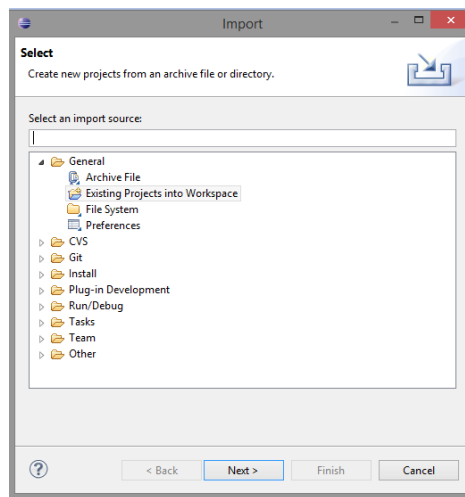 Import
Select
Create new projects from an archive file or directory.
Select an import source:
General
Archive File
Existing Projects into Workspace
File System
Preferences
CVS
Git
Install
Plug-in Development
Run/Debug
Tasks
Team
Other
? < Back Next > Finish Cancel